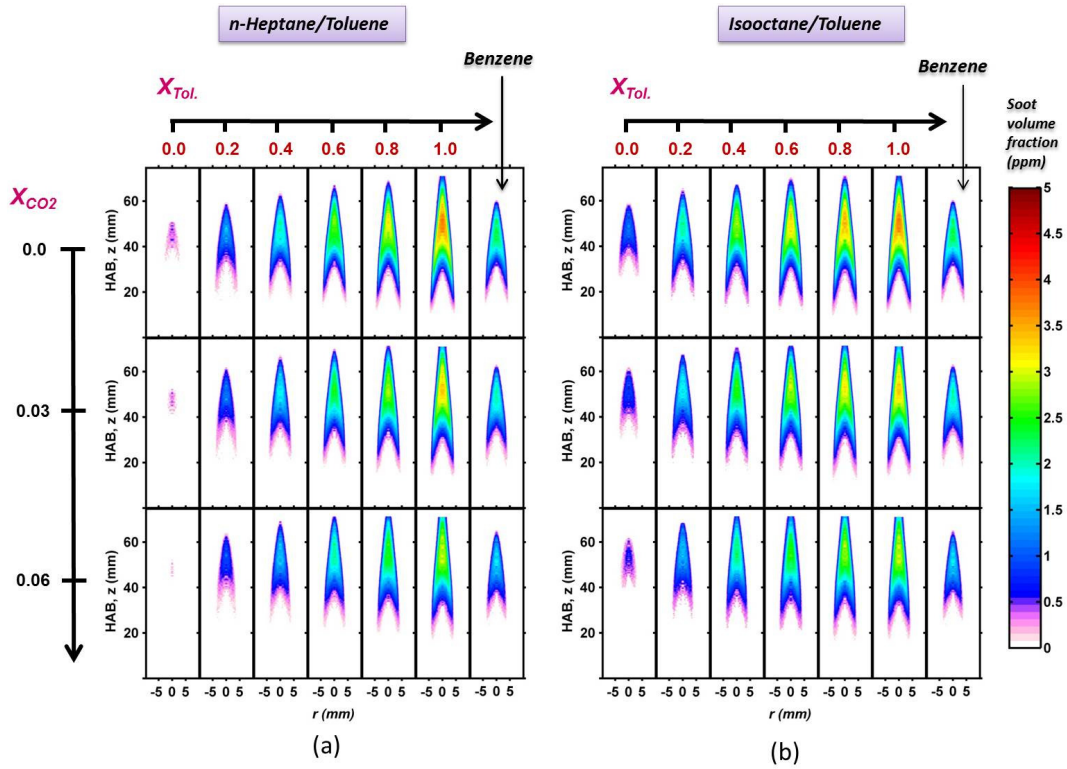 n-Heptane/Toluene
Isooctane/Toluene
Benzene
Benzene
X_Tol.
X_Tol.
Soot
volume
fraction
(ppm)
0.0 0.2 0.4 0.6 0.8 1.0
0.0 0.2 0.4 0.6 0.8 1.0
X_CO2
0.0
0.03
0.06
HAB, z (mm)
60
40
20
HAB, z (mm)
60
40
20
HAB, z (mm)
60
40
20
-5 0 5 -5 0 5 -5 0 5 -5 0 5 -5 0 5 -5 0 5 -5 0 5
r (mm)
(a)
HAB, z (mm)
60
40
20
HAB, z (mm)
60
40
20
HAB, z (mm)
60
40
20
-5 0 5 -5 0 5 -5 0 5 -5 0 5 -5 0 5 -5 0 5 -5 0 5
r (mm)
(b)
5
4.5
4
3.5
3
2.5
2
1.5
1
0.5
0